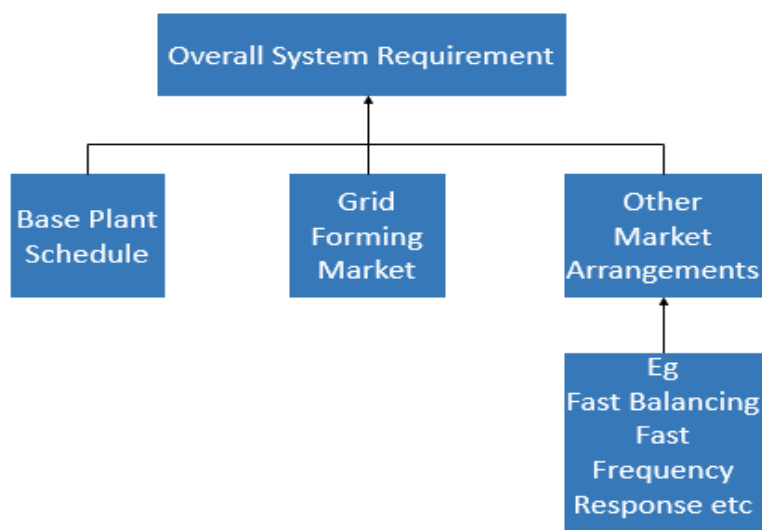 Overall System Requirement
Base Plant
Schedule
Grid
Forming
Market
Other
Market
Arrangements
Eg
Fast Balancing
Fast
Frequency
Response etc